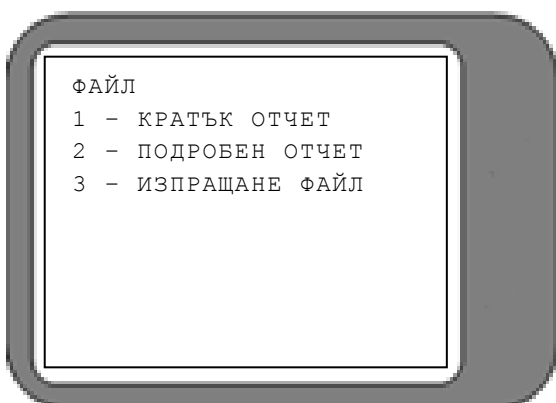 ФАЙЛ
1 – КРАТЪК ОТЧЕТ
2 – ПОДРОБЕН ОТЧЕТ
3 – ИЗПРАЩАНЕ ФАЙЛ